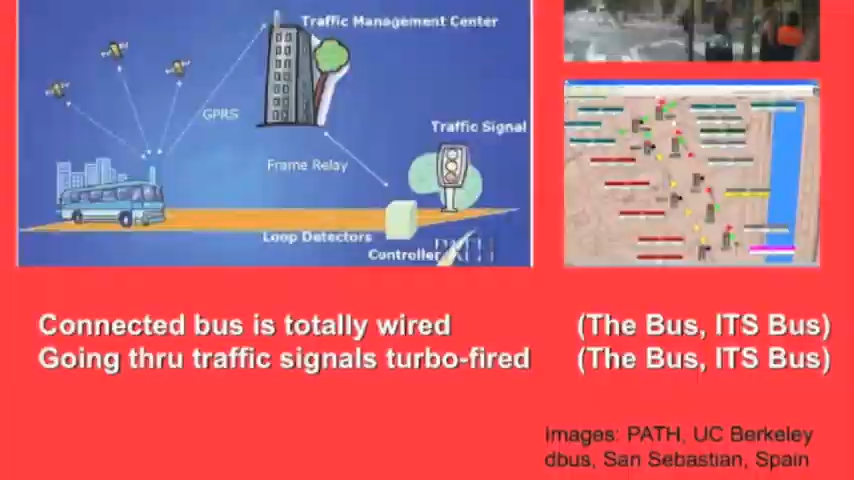 Traffic Management Center
GPRS
Traffic Signal
Frame Relay
Loop Detectors
Controller
PATH
Connected bus is totally wired (The Bus, ITS Bus)
Going thru traffic signals turbo-fired (The Bus, ITS Bus)
Images: PATH, UC Berkeley
dbus, San Sebastian, Spain